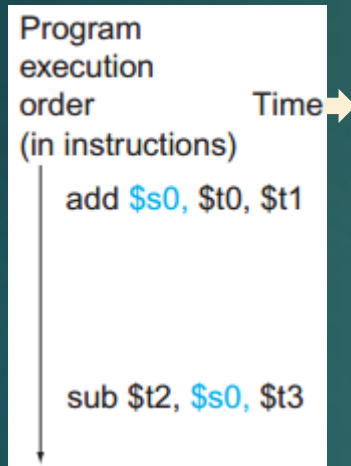 Program
execution
order Time
(in instructions)
add $s0, $t0, $t1
sub $t2, $s0, $t3